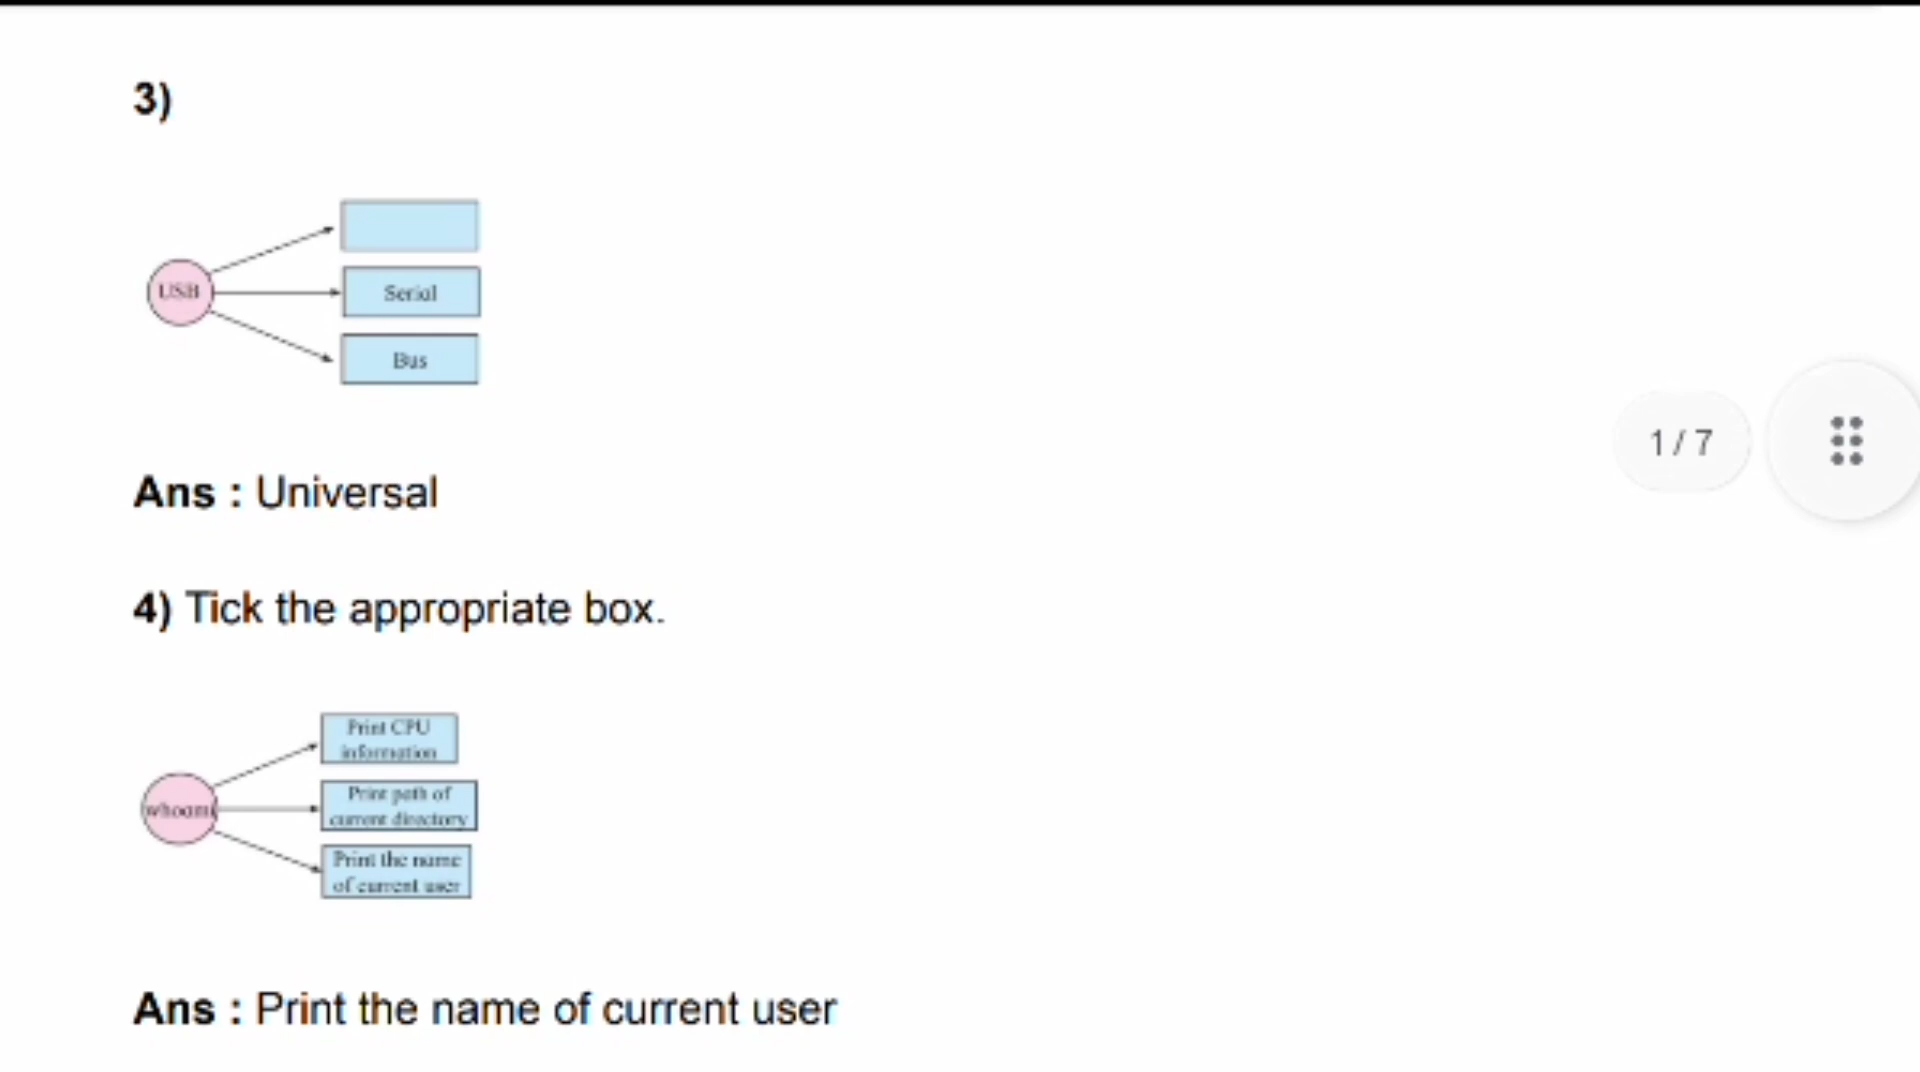 3)
USB
Serial
Bus
Ans : Universal
4) Tick the appropriate box.
Print CPU
information
whoami
Print path of
current directory
Print the name
of current user
Ans : Print the name of current user
1 / 7